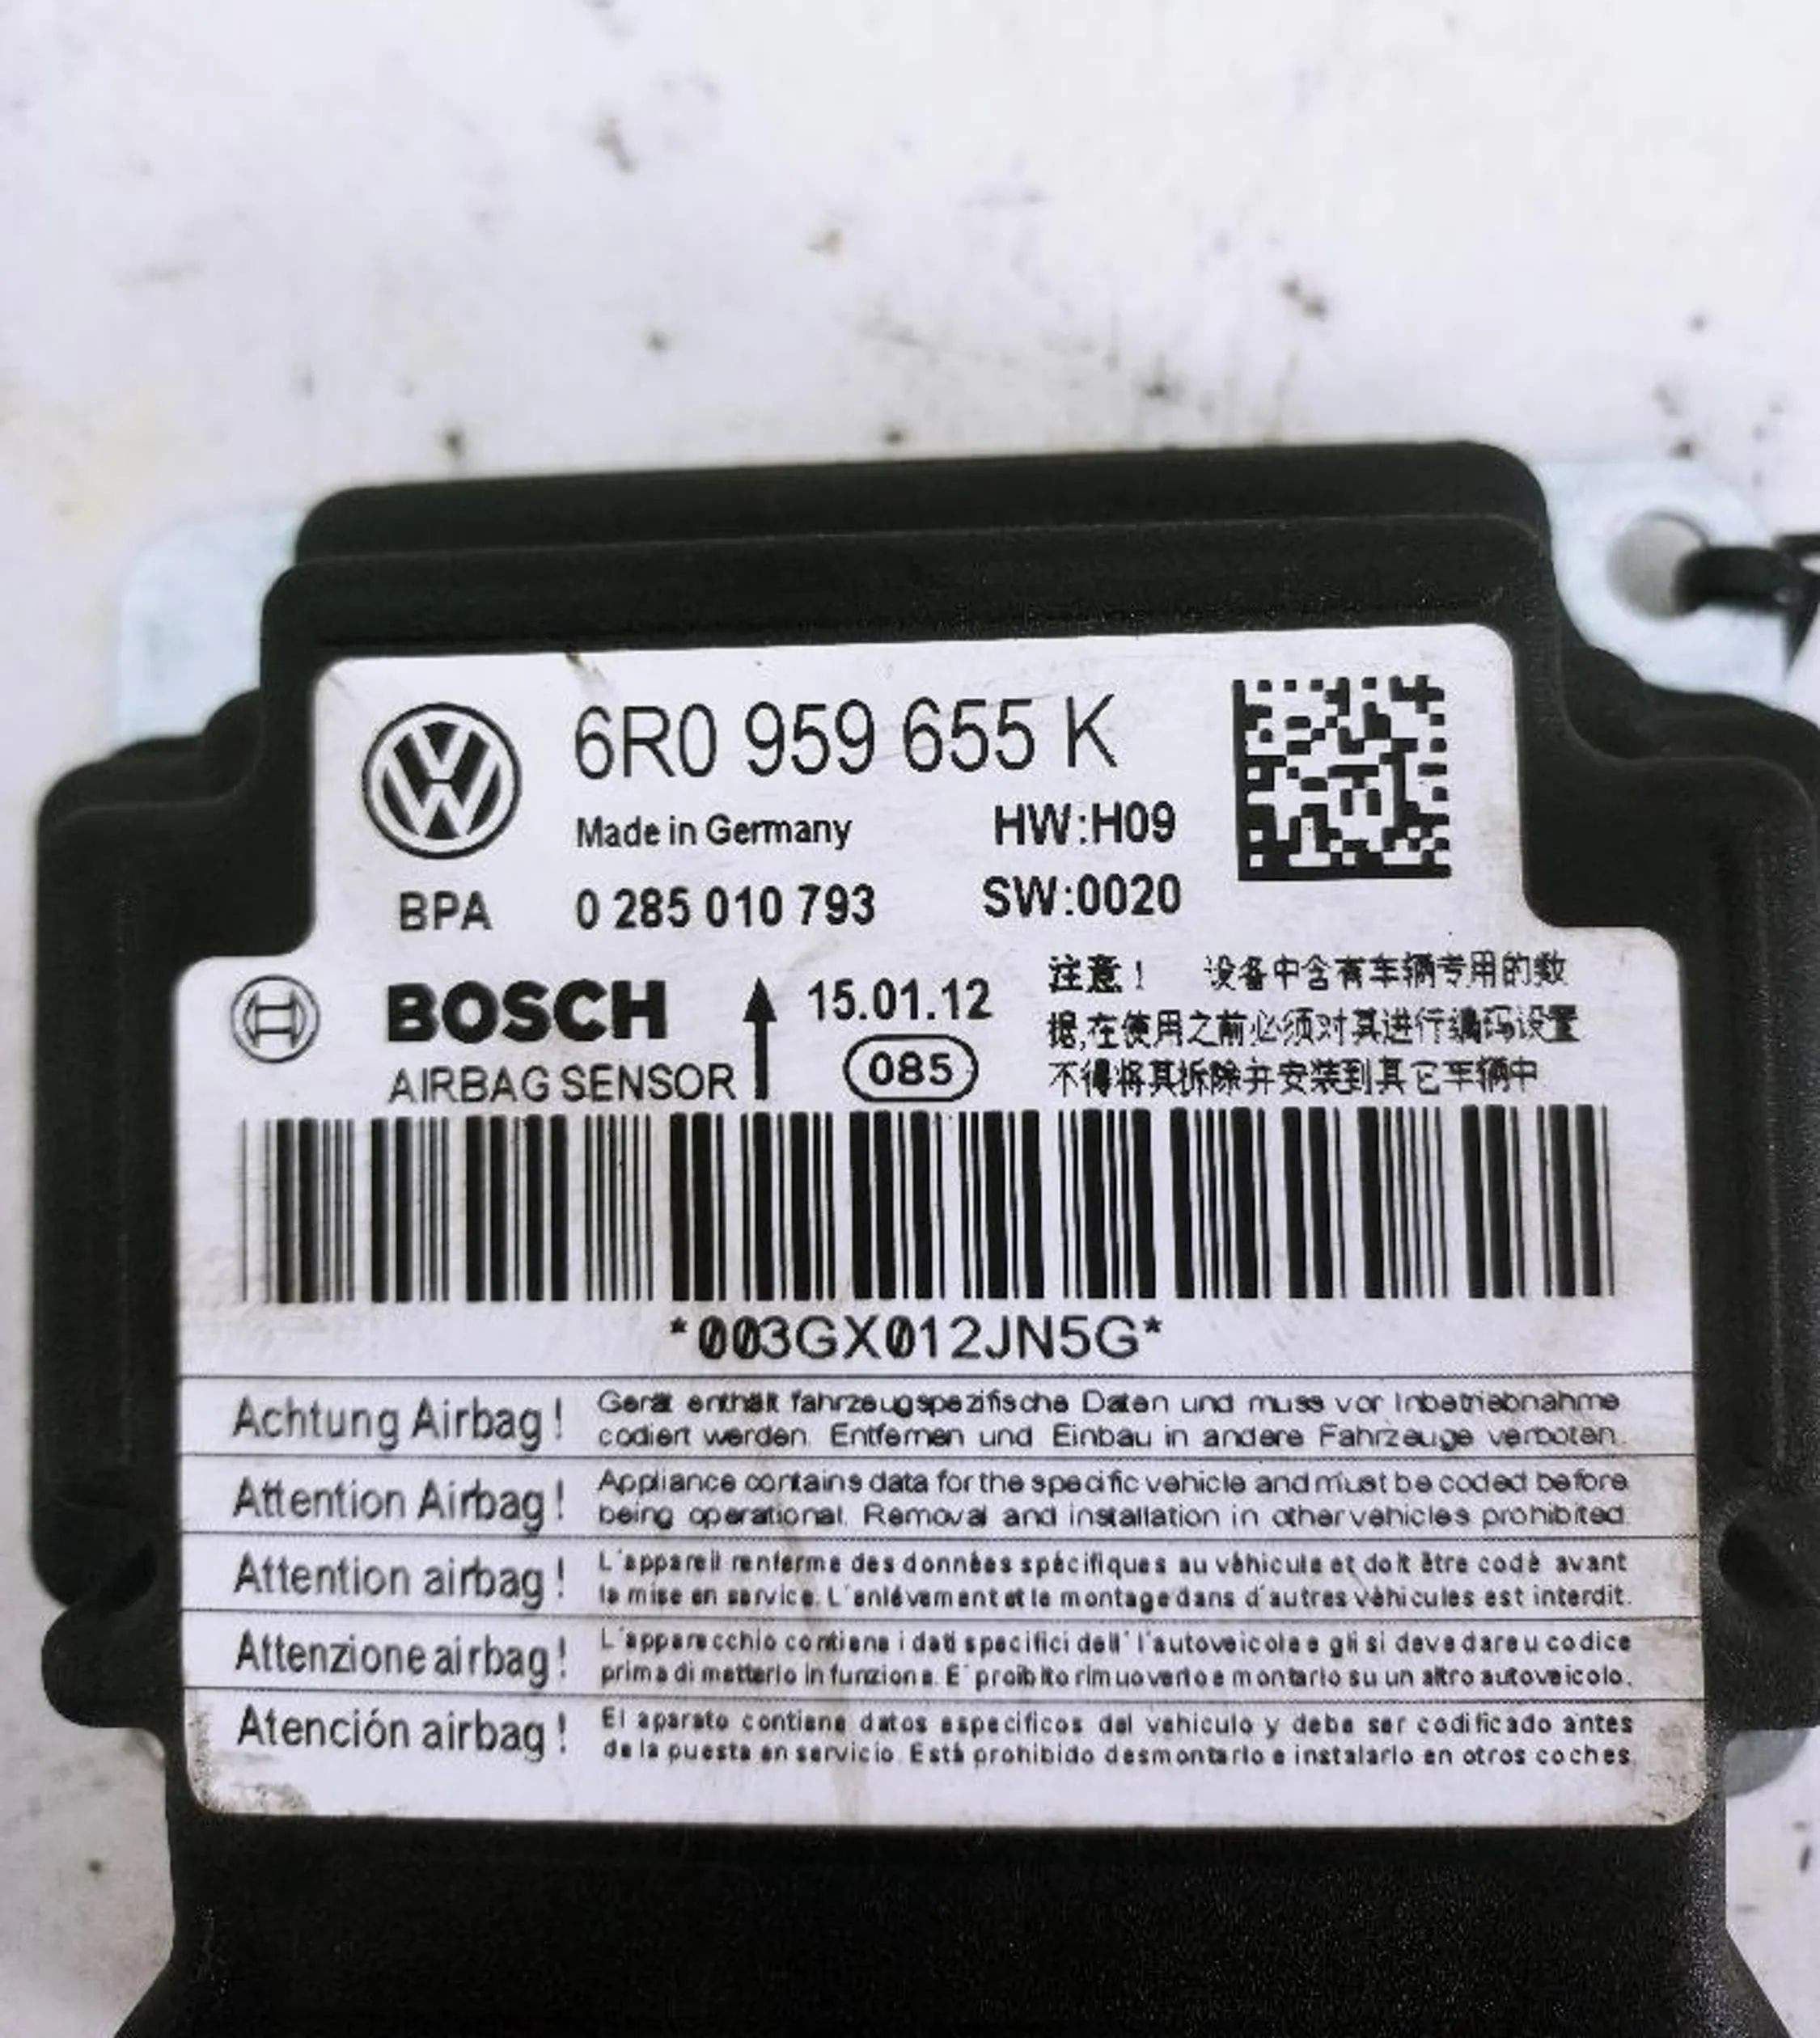 6R0 959 655 K
Made in Germany HW:H09
BPA 0 285 010 793 SW:0020
BOSCH 15.01.12
AIRBAG SENSOR 085
注意! 设备中含有车辆专用的数
据,在使用之前必须对其进行编码设置
不得将其拆除并安装到其它车辆中
*003GX012JN5G*
Achtung Airbag! Gerät enthält fahrzeugspezifische Daten und muss vor Inbetriebnahme
codiert werden. Entfernen und Einbau in andere Fahrzeuge verboten.
Attention Airbag! Appliance contains data for the specific vehicle and must be coded before
being operational. Removal and installation in other vehicles prohibited.
Attention airbag! L'appareil renferme des données spécifiques au véhicule et doit être codé avant
la mise en service. L'enlévement et le montage dans d'autres véhicules est interdit.
Attenzione airbag! L'apparecchio contiene i dati specifici dell' l'autoveicolo e gli si deve dare u codice
prima di metterlo in funzione. E' proibito rimuoverlo e montarlo su un altro autoveicolo.
Atención airbag! El aparato contiene datos especificos del vehiculo y debe ser codificado antes
de la puesta en servicio. Está prohibido desmontarlo e instalarlo en otros coches.